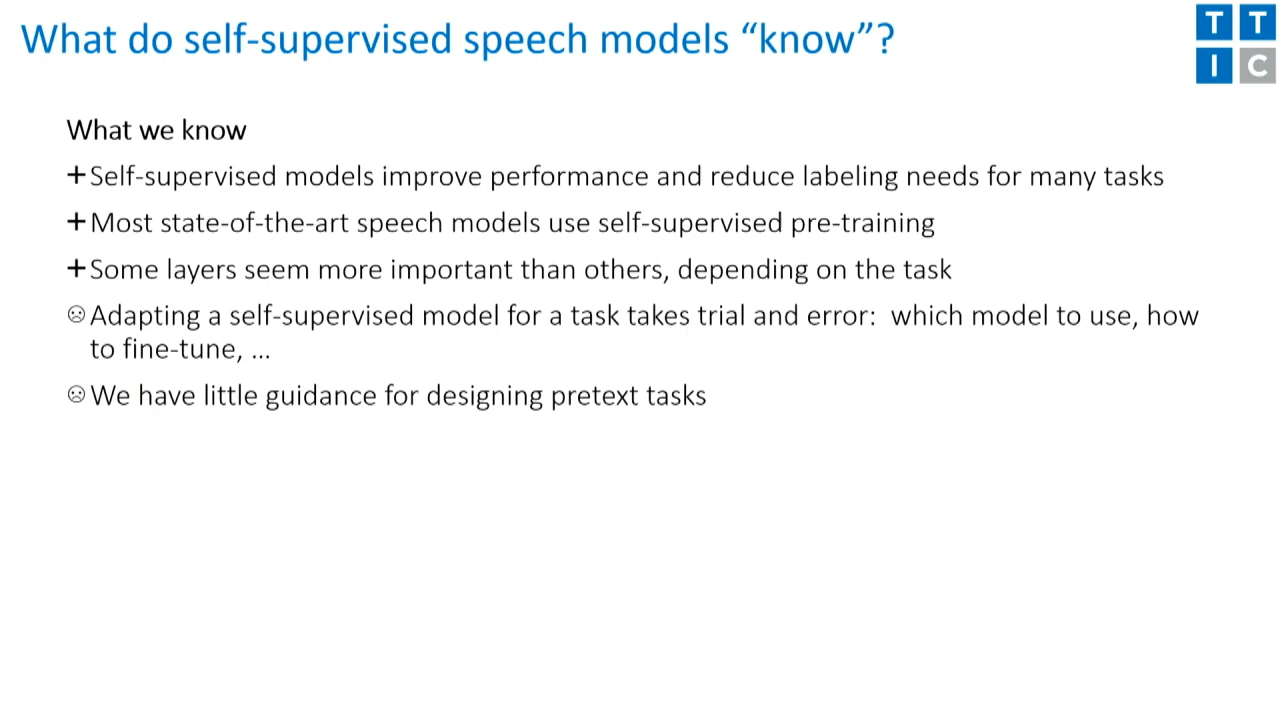 What do self-supervised speech models “know”?
T T
I C
What we know
+Self-supervised models improve performance and reduce labeling needs for many tasks
+Most state-of-the-art speech models use self-supervised pre-training
+Some layers seem more important than others, depending on the task
☹Adapting a self-supervised model for a task takes trial and error: which model to use, how
to fine-tune, ...
☹We have little guidance for designing pretext tasks